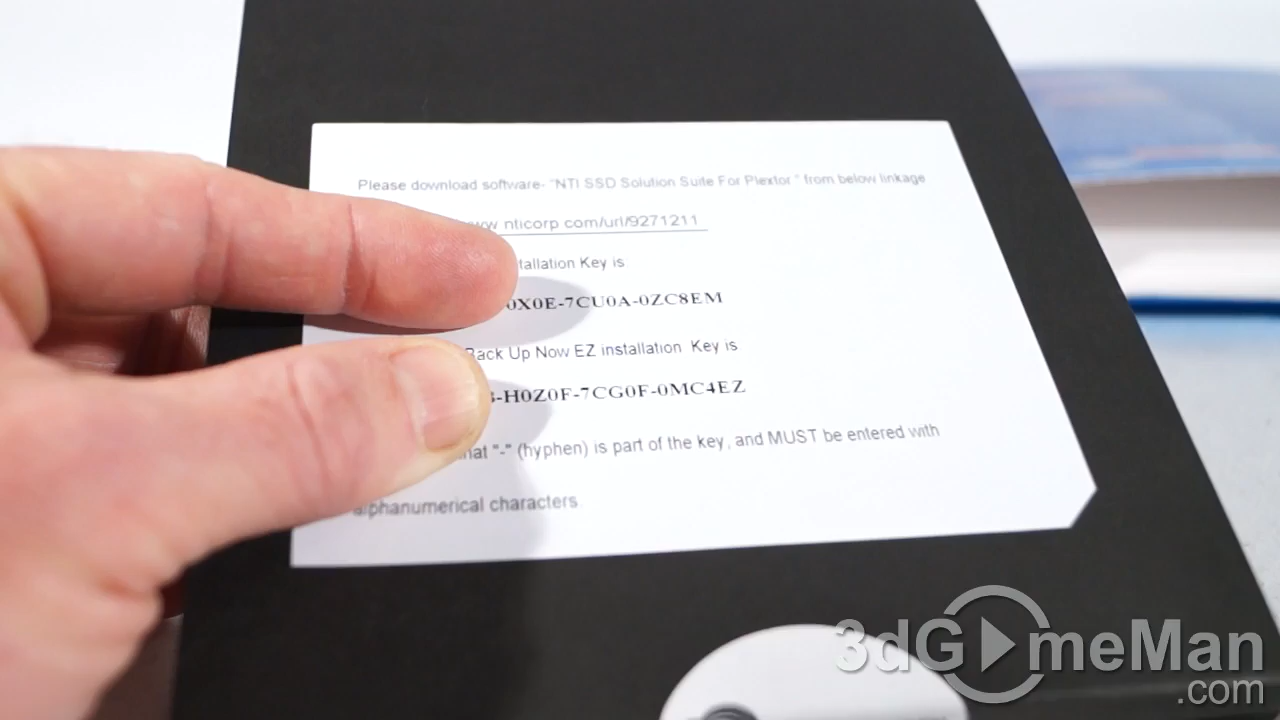 Please download software- "NTI SSD Solution Suite For Plextor " from below linkage
nticorp com/url/9271211
tallation Key is
0X0E-7CU0A-0ZC8EM
Back Up Now EZ installation Key is
-H0Z0F-7CG0F-0MC4EZ
hat "-" (hyphen) is part of the key, and MUST be entered with
alphanumerical characters
3dGameMan
.com